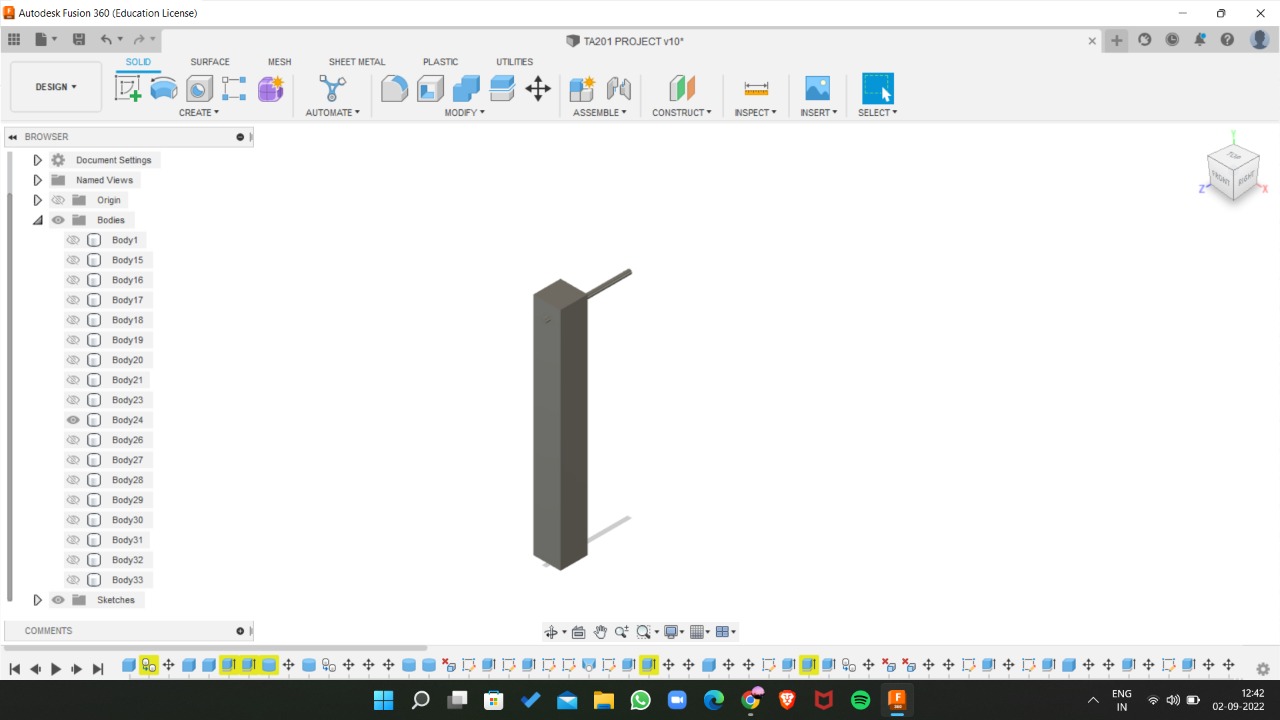 Autodesk Fusion 360 (Education License)
TA201 PROJECT v10*
SOLID SURFACE MESH SHEET METAL PLASTIC UTILITIES
DESIGN
CREATE AUTOMATE MODIFY ASSEMBLE CONSTRUCT INSPECT INSERT SELECT
BROWSER
Document Settings
Named Views
Origin
Bodies
Body1
Body15
Body16
Body17
Body18
Body19
Body20
Body21
Body23
Body24
Body26
Body27
Body28
Body29
Body30
Body31
Body32
Body33
Sketches
COMMENTS
Y
TOP
FRONT
RIGHT
Z
X
ENG
IN
12:42
02-09-2022